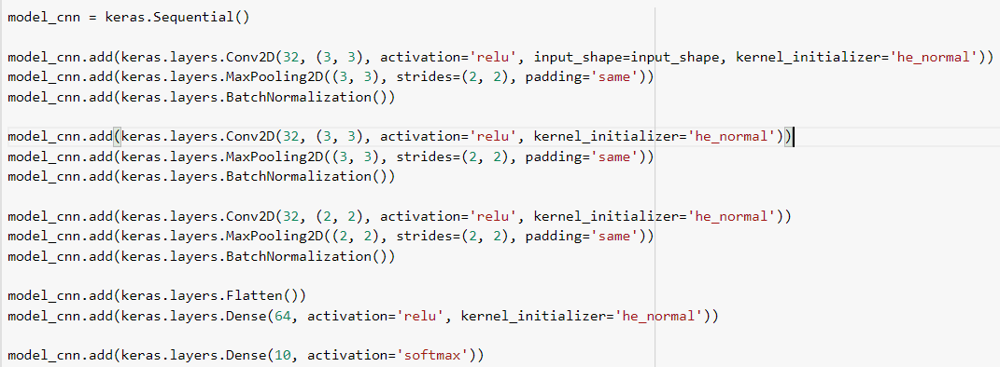 model_cnn = keras.Sequential()
model_cnn.add(keras.layers.Conv2D(32, (3, 3), activation='relu', input_shape=input_shape, kernel_initializer='he_normal'))
model_cnn.add(keras.layers.MaxPooling2D((3, 3), strides=(2, 2), padding='same'))
model_cnn.add(keras.layers.BatchNormalization())
model_cnn.add(keras.layers.Conv2D(32, (3, 3), activation='relu', kernel_initializer='he_normal'))
model_cnn.add(keras.layers.MaxPooling2D((3, 3), strides=(2, 2), padding='same'))
model_cnn.add(keras.layers.BatchNormalization())
model_cnn.add(keras.layers.Conv2D(32, (2, 2), activation='relu', kernel_initializer='he_normal'))
model_cnn.add(keras.layers.MaxPooling2D((2, 2), strides=(2, 2), padding='same'))
model_cnn.add(keras.layers.BatchNormalization())
model_cnn.add(keras.layers.Flatten())
model_cnn.add(keras.layers.Dense(64, activation='relu', kernel_initializer='he_normal'))
model_cnn.add(keras.layers.Dense(10, activation='softmax'))